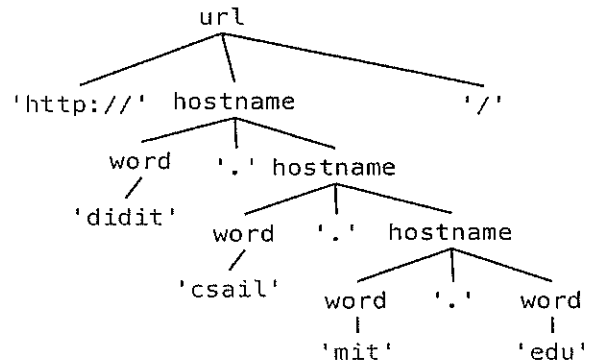 url
'http://' hostname '/'
word '.' hostname
'didit' word '.' hostname
'csail' word '.' word
'mit' 'edu'